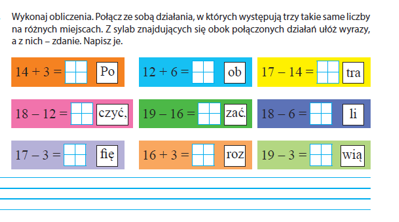 Wykonaj obliczenia. Połącz ze sobą działania, w których występują trzy takie same liczby
na różnych miejscach. Z sylab znajdujących się obok połączonych działań ułóż wyrazy,
a z nich – zdanie. Napisz je.
14 + 3 = Po 12 + 6 = ob 17 – 14 = tra
18 – 12 = czyć, 19 – 16 = zać. 18 – 6 = li
17 – 3 = fię 16 + 3 = roz 19 – 3 = wią